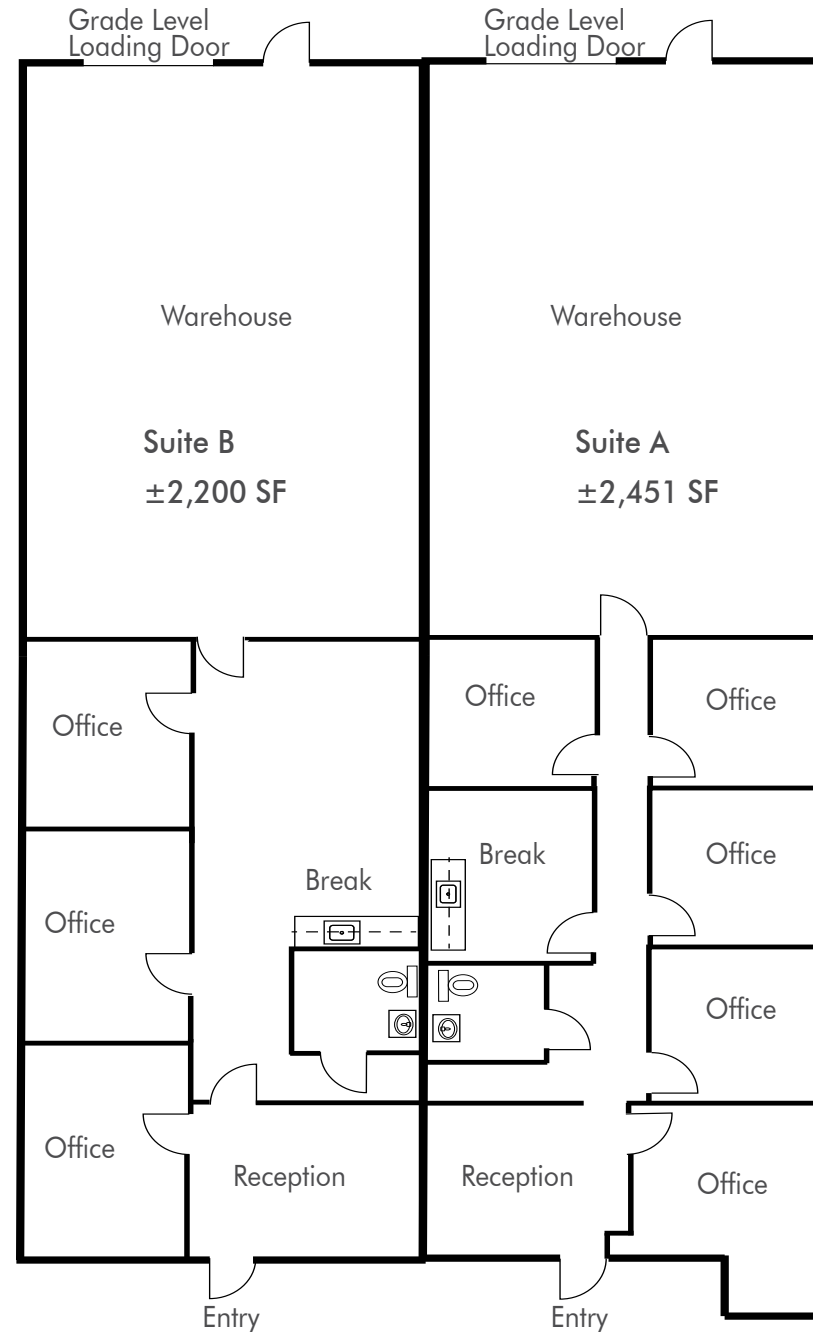 Grade Level
Loading Door
Grade Level
Loading Door
Warehouse
Warehouse
Suite B
±2,200 SF
Suite A
±2,451 SF
Office
Office
Office
Break
Break
Office
Office
Office
Office
Office
Reception
Reception
Office
Entry
Entry